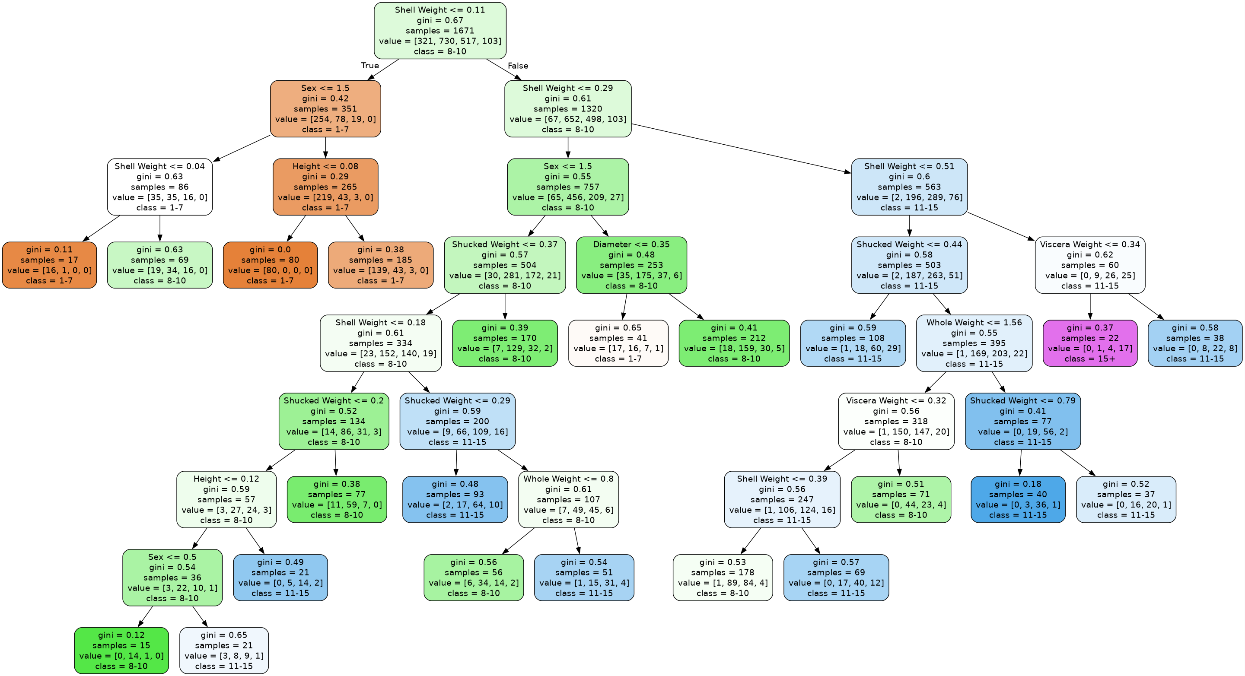 Shell Weight <= 0.11
gini = 0.67
samples = 1671
value = [321, 730, 517, 103]
class = 8-10
True
False
Sex <= 1.5
gini = 0.42
samples = 351
value = [254, 78, 19, 0]
class = 1-7
Shell Weight <= 0.29
gini = 0.61
samples = 1320
value = [67, 652, 498, 103]
class = 8-10
Shell Weight <= 0.04
gini = 0.63
samples = 86
value = [35, 35, 16, 0]
class = 1-7
Height <= 0.08
gini = 0.29
samples = 265
value = [219, 43, 3, 0]
class = 1-7
Sex <= 1.5
gini = 0.55
samples = 757
value = [65, 456, 209, 27]
class = 8-10
Shell Weight <= 0.51
gini = 0.6
samples = 563
value = [2, 196, 289, 76]
class = 11-15
gini = 0.11
samples = 17
value = [16, 1, 0, 0]
class = 1-7
gini = 0.63
samples = 69
value = [19, 34, 16, 0]
class = 8-10
gini = 0.0
samples = 80
value = [80, 0, 0, 0]
class = 1-7
gini = 0.38
samples = 185
value = [139, 43, 3, 0]
class = 1-7
Shucked Weight <= 0.37
gini = 0.57
samples = 504
value = [30, 281, 172, 21]
class = 8-10
Diameter <= 0.35
gini = 0.48
samples = 253
value = [35, 175, 37, 6]
class = 8-10
Shucked Weight <= 0.44
gini = 0.58
samples = 503
value = [2, 187, 263, 51]
class = 11-15
Viscera Weight <= 0.34
gini = 0.62
samples = 60
value = [0, 9, 26, 25]
class = 11-15
Shell Weight <= 0.18
gini = 0.61
samples = 334
value = [23, 152, 140, 19]
class = 8-10
gini = 0.39
samples = 170
value = [7, 129, 32, 2]
class = 8-10
gini = 0.65
samples = 41
value = [17, 16, 7, 1]
class = 1-7
gini = 0.41
samples = 212
value = [18, 159, 30, 5]
class = 8-10
gini = 0.59
samples = 108
value = [1, 18, 60, 29]
class = 11-15
Whole Weight <= 1.56
gini = 0.55
samples = 395
value = [1, 169, 203, 22]
class = 11-15
gini = 0.37
samples = 22
value = [0, 1, 4, 17]
class = 15+
gini = 0.58
samples = 38
value = [0, 8, 22, 8]
class = 11-15
Shucked Weight <= 0.2
gini = 0.52
samples = 134
value = [14, 86, 31, 3]
class = 8-10
Shucked Weight <= 0.29
gini = 0.59
samples = 200
value = [9, 66, 109, 16]
class = 11-15
Viscera Weight <= 0.32
gini = 0.56
samples = 318
value = [1, 150, 147, 20]
class = 8-10
Shucked Weight <= 0.79
gini = 0.41
samples = 77
value = [0, 19, 56, 2]
class = 11-15
Height <= 0.12
gini = 0.59
samples = 57
value = [3, 27, 24, 3]
class = 8-10
gini = 0.38
samples = 77
value = [11, 59, 7, 0]
class = 8-10
gini = 0.48
samples = 93
value = [2, 17, 64, 10]
class = 11-15
Whole Weight <= 0.8
gini = 0.61
samples = 107
value = [7, 49, 45, 6]
class = 8-10
Shell Weight <= 0.39
gini = 0.56
samples = 247
value = [1, 106, 124, 16]
class = 11-15
gini = 0.51
samples = 71
value = [0, 44, 23, 4]
class = 8-10
gini = 0.18
samples = 40
value = [0, 3, 36, 1]
class = 11-15
gini = 0.52
samples = 37
value = [0, 16, 20, 1]
class = 11-15
Sex <= 0.5
gini = 0.54
samples = 36
value = [3, 22, 10, 1]
class = 8-10
gini = 0.49
samples = 21
value = [0, 5, 14, 2]
class = 11-15
gini = 0.56
samples = 56
value = [6, 34, 14, 2]
class = 8-10
gini = 0.54
samples = 51
value = [1, 15, 31, 4]
class = 11-15
gini = 0.53
samples = 178
value = [1, 89, 84, 4]
class = 8-10
gini = 0.57
samples = 69
value = [0, 17, 40, 12]
class = 11-15
gini = 0.12
samples = 15
value = [0, 14, 1, 0]
class = 8-10
gini = 0.65
samples = 21
value = [3, 8, 9, 1]
class = 11-15